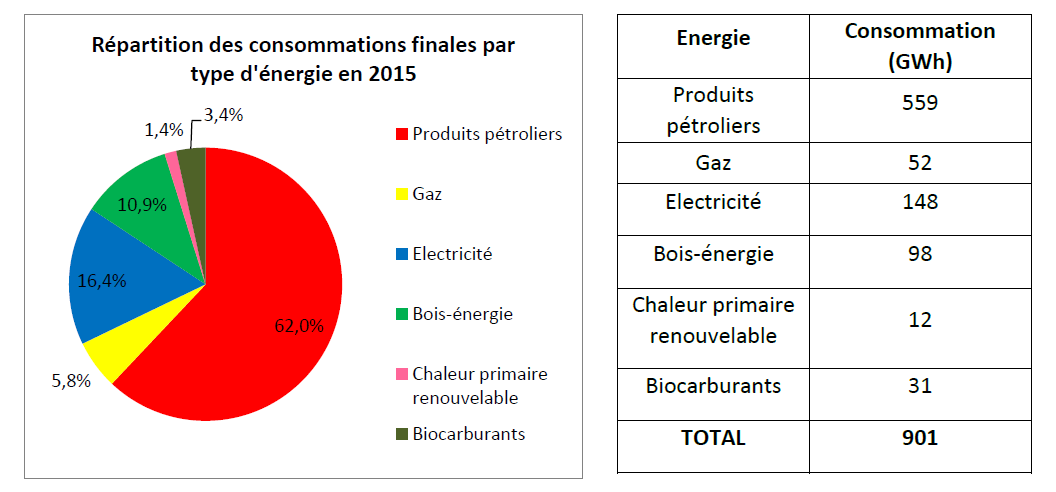 Répartition des consommations finales par
type d'énergie en 2015
3,4%
1,4%
10,9%
16,4%
62,0%
5,8%
Produits pétroliers
Gaz
Electricité
Bois-énergie
Chaleur primaire
renouvelable
Biocarburants
Energie
Consommation
(GWh)
Produits
pétroliers
559
Gaz
52
Electricité
148
Bois-énergie
98
Chaleur primaire
renouvelable
12
Biocarburants
31
TOTAL
901